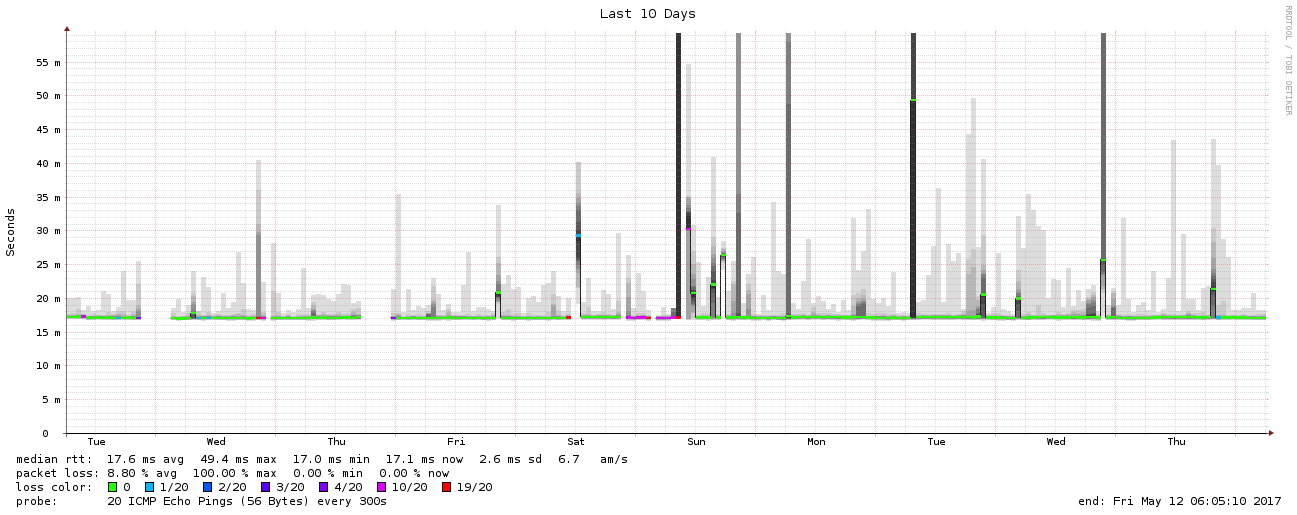 Last 10 Days
RRDTOOL / TOBI OETIKER
Seconds
55 m
50 m
45 m
40 m
35 m
30 m
25 m
20 m
15 m
10 m
5 m
0
Tue Wed Thu Fri Sat Sun Mon Tue Wed Thu
median rtt: 17.6 ms avg 49.4 ms max 17.0 ms min 17.1 ms now 2.6 ms sd 6.7 am/s
packet loss: 8.80 % avg 100.00 % max 0.00 % min 0.00 % now
loss color: 0 1/20 2/20 3/20 4/20 10/20 19/20
probe: 20 ICMP Echo Pings (56 Bytes) every 300s end: Fri May 12 06:05:10 2017